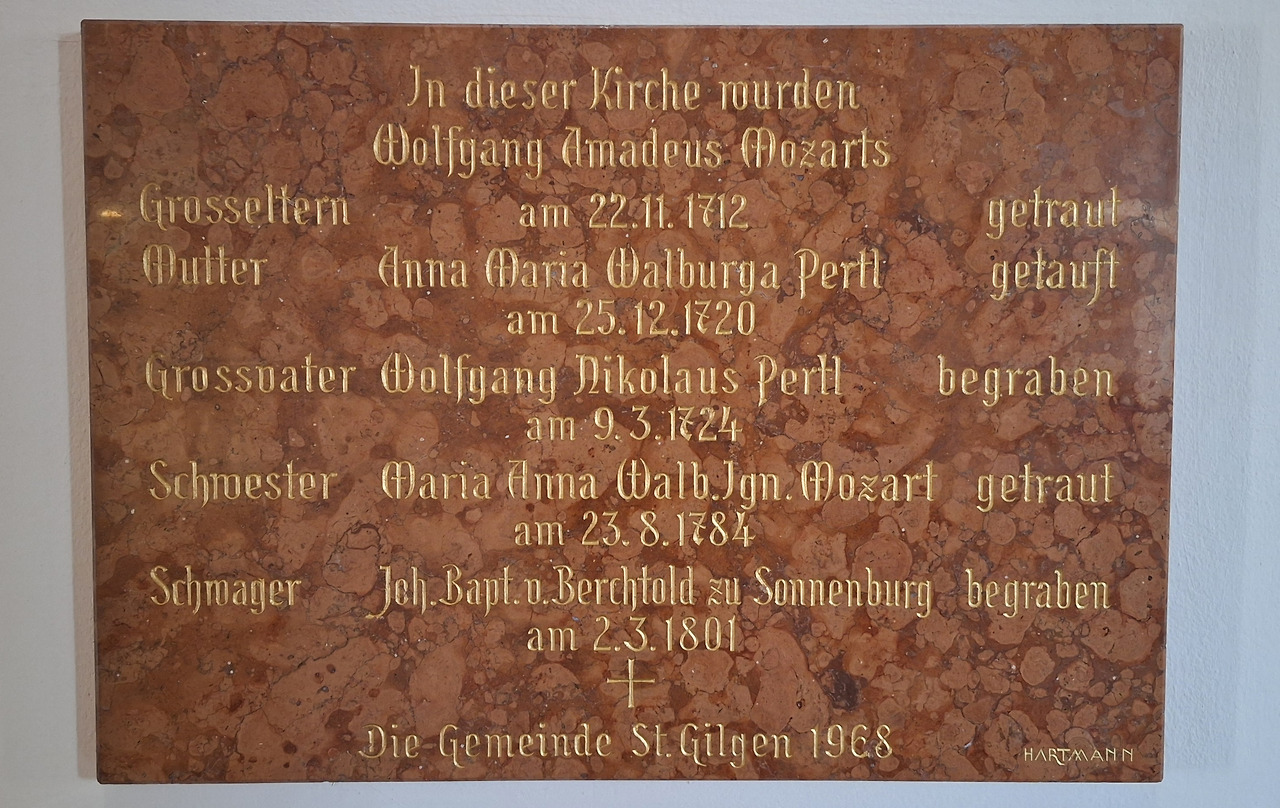 In dieser Kirche wurden
Wolfgang Amadeus Mozarts
Grosseltern am 22.11.1712 getraut
Mutter Anna Maria Walburga Pertl getauft
am 25.12.1720
Grossvater Wolfgang Nikolaus Pertl begraben
am 9.3.1724
Schwester Maria Anna Walb.Ign.Mozart getraut
am 23.8.1784
Schwager Joh.Bapt.v.Berchtold zu Sonnenburg begraben
am 2.3.1801
Die Gemeinde St.Gilgen 1968
HARTMANN